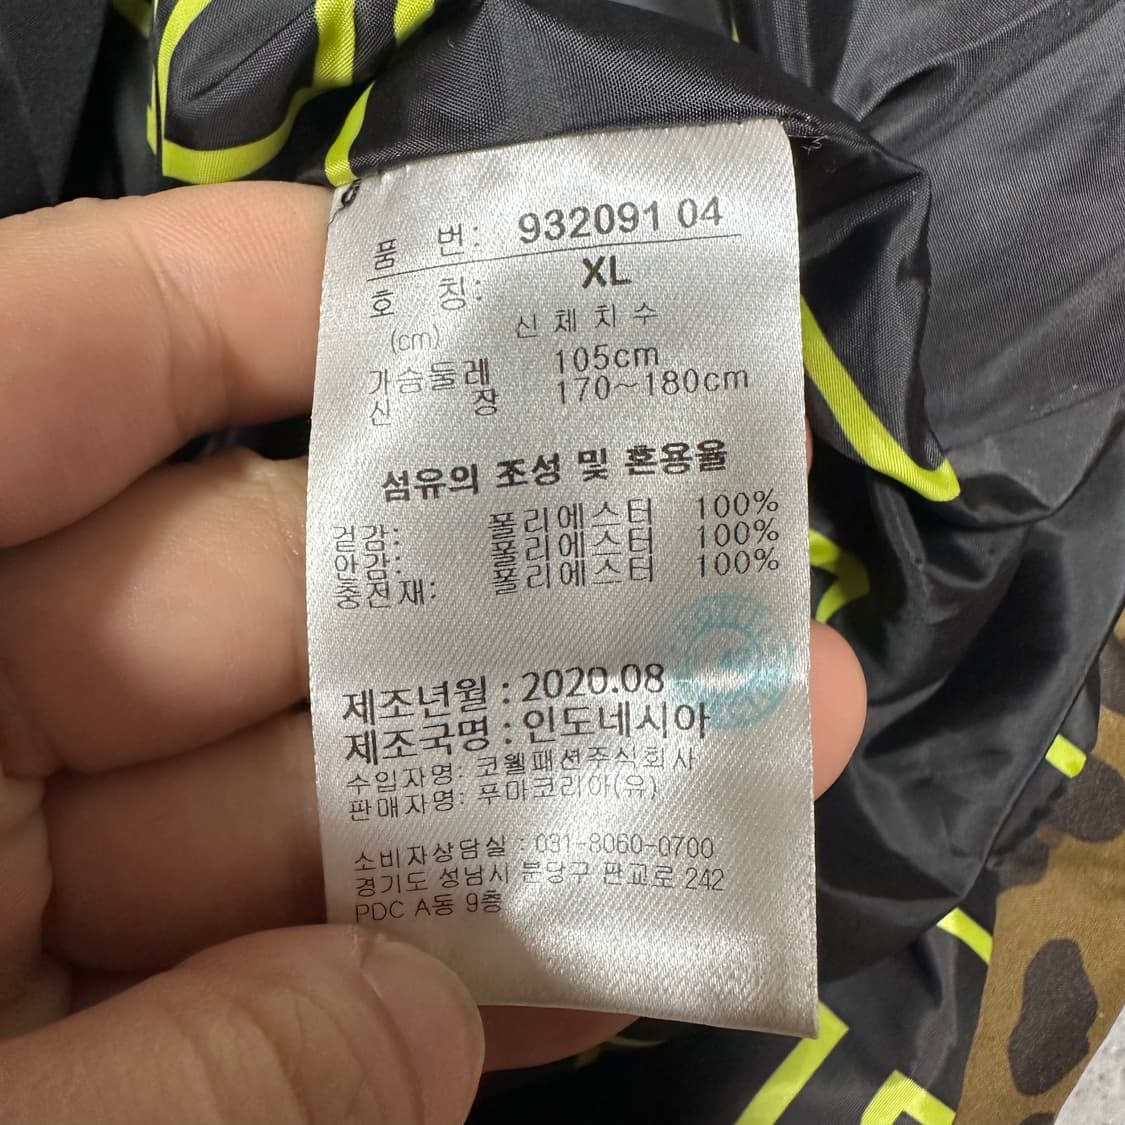 품 번: 932091 04
호 칭: XL
(cm) 신체치수
가슴둘레 105cm
신 장 170~180cm
섬유의 조성 및 혼용율
겉감: 폴리에스터 100%
안감: 폴리에스터 100%
충전재: 폴리에스터 100%
제조년월 : 2020.08
제조국명 : 인도네시아
수입자명: 코웰패션주식회사
판매자명: 푸마코리아(유)
소비자상담실 : 031-8060-0700
경기도 성남시 분당구 판교로 242
PDC A동 9층